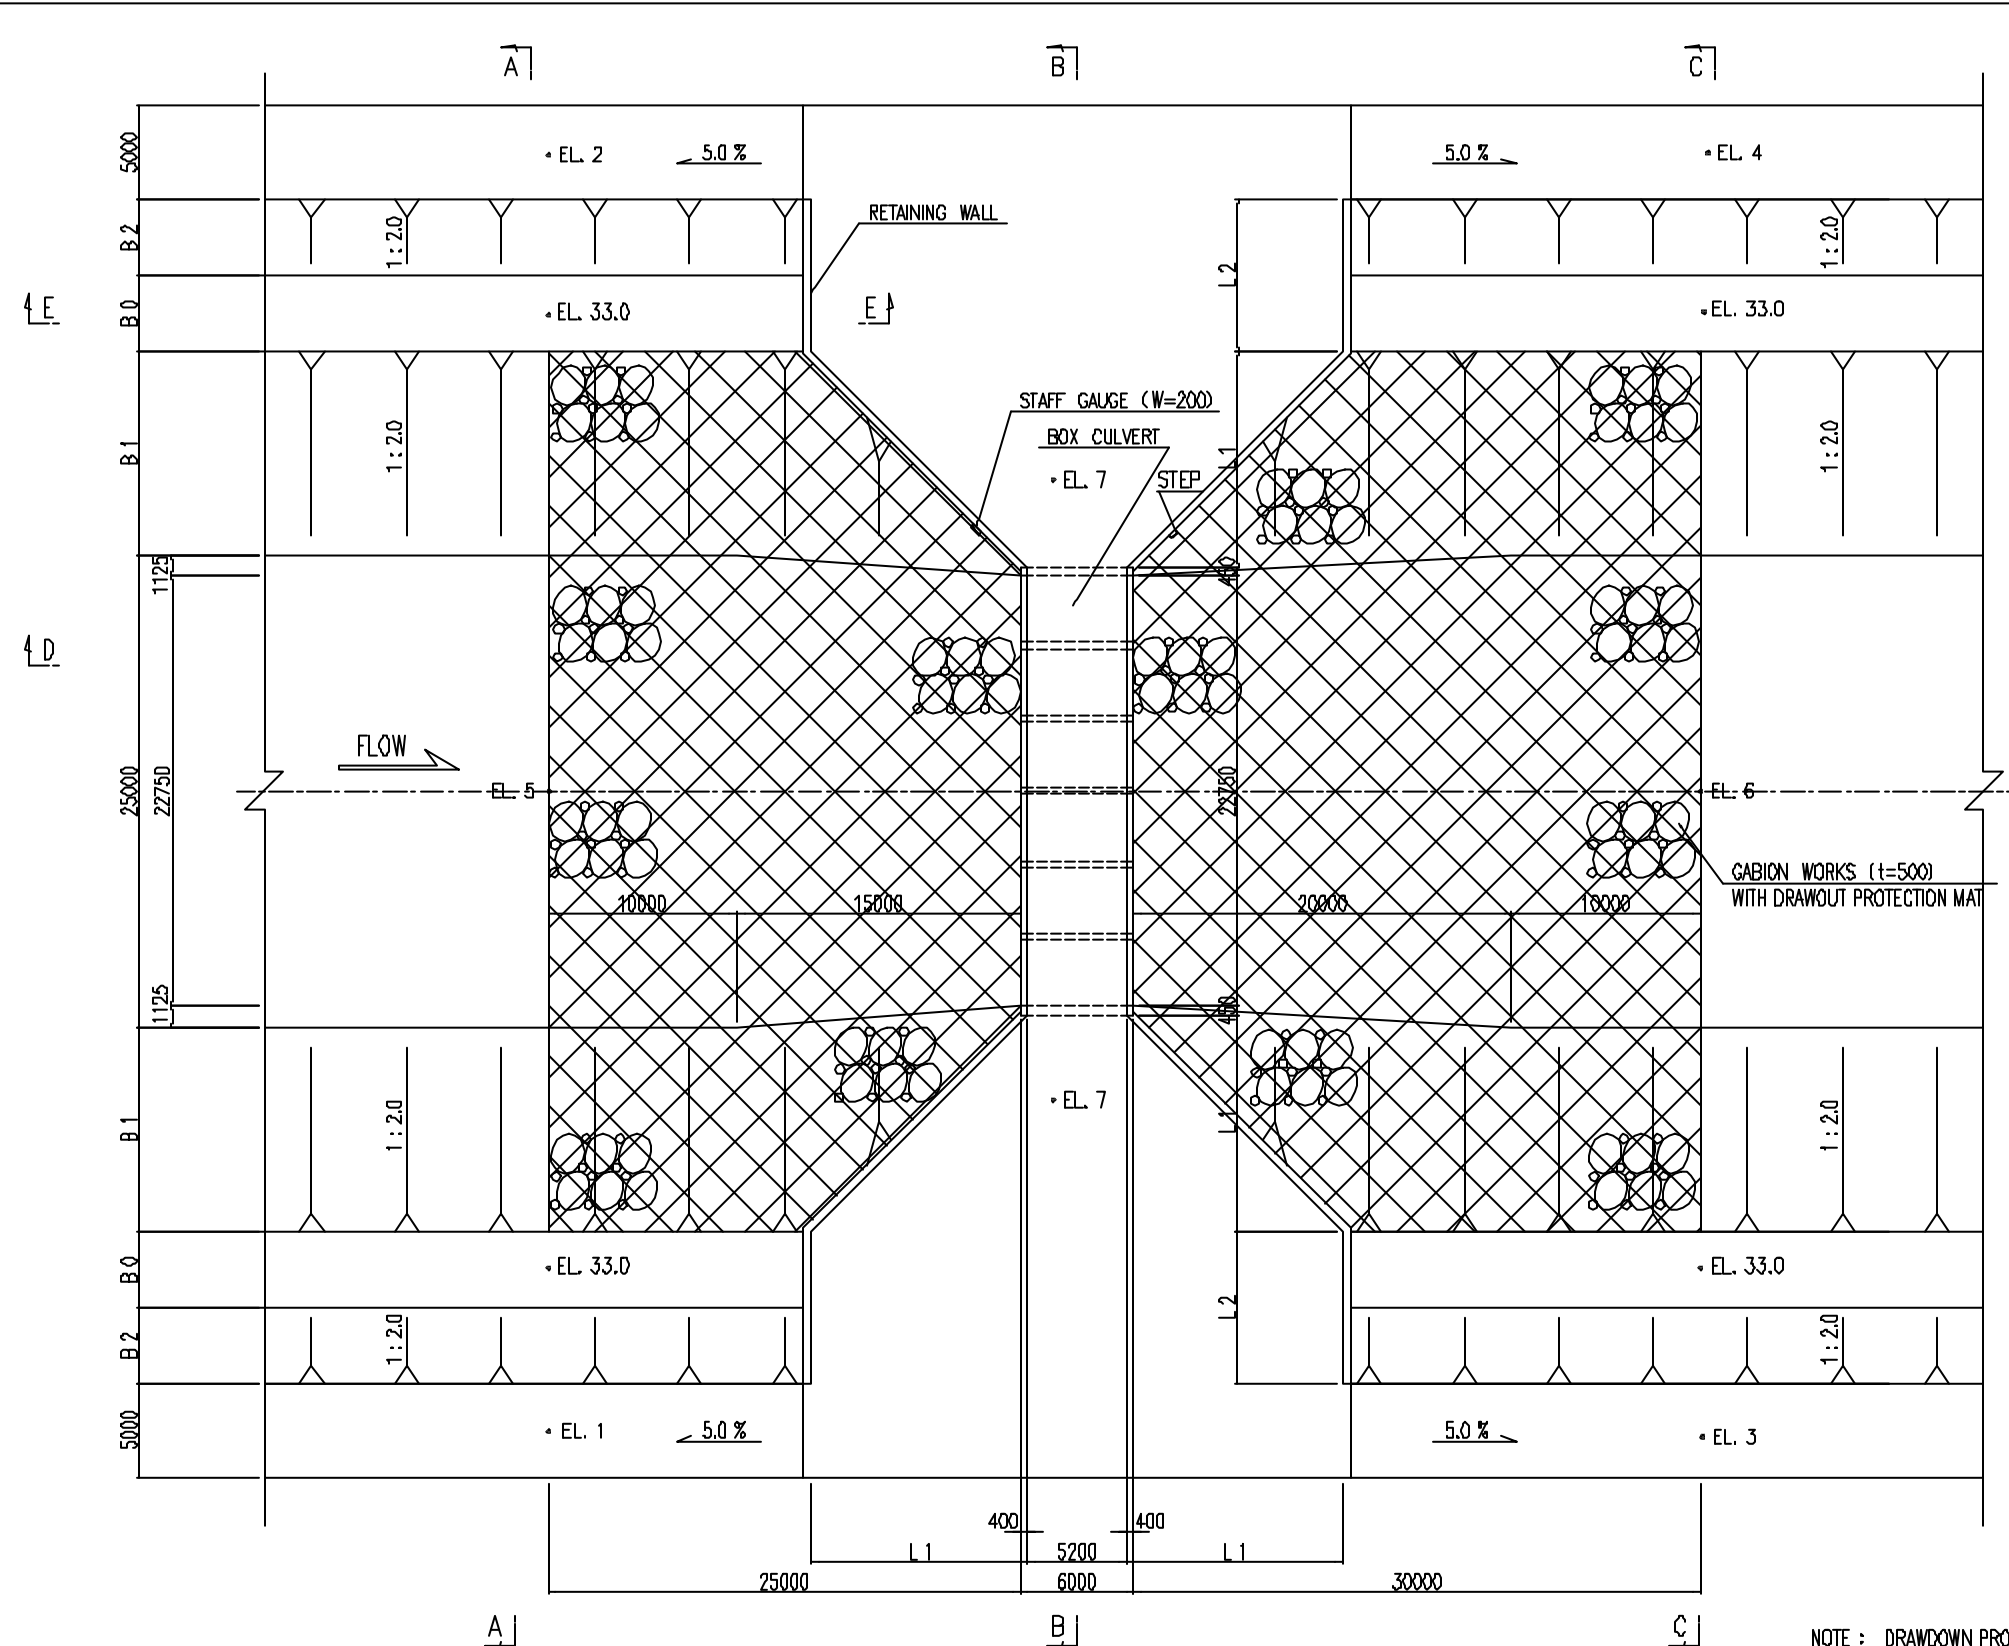 A
B
C
5000
EL. 2
5.0 %
5.0 %
EL. 4
B 2
1 : 2.0
RETAINING WALL
L 2
1 : 2.0
E
B 0
EL. 33.0
E
EL. 33.0
B 1
1 : 2.0
STAFF GAUGE (W=200)
BOX CULVERT
EL. 7
STEP
L 1
1 : 2.0
1125
D
FLOW
25000
22750
EL. 5
22750
EL. 6
GABION WORKS (t=500)
WITH DRAWOUT PROTECTION MAT
10000
15000
20000
10000
1125
B 1
1 : 2.0
EL. 7
L 1
1 : 2.0
B 0
EL. 33.0
EL. 33.0
B 2
1 : 2.0
L 2
1 : 2.0
5000
EL. 1
5.0 %
5.0 %
EL. 3
400
400
L 1
5200
L 1
25000
6000
30000
A
B
C
NOTE : DRAWDOWN PRO